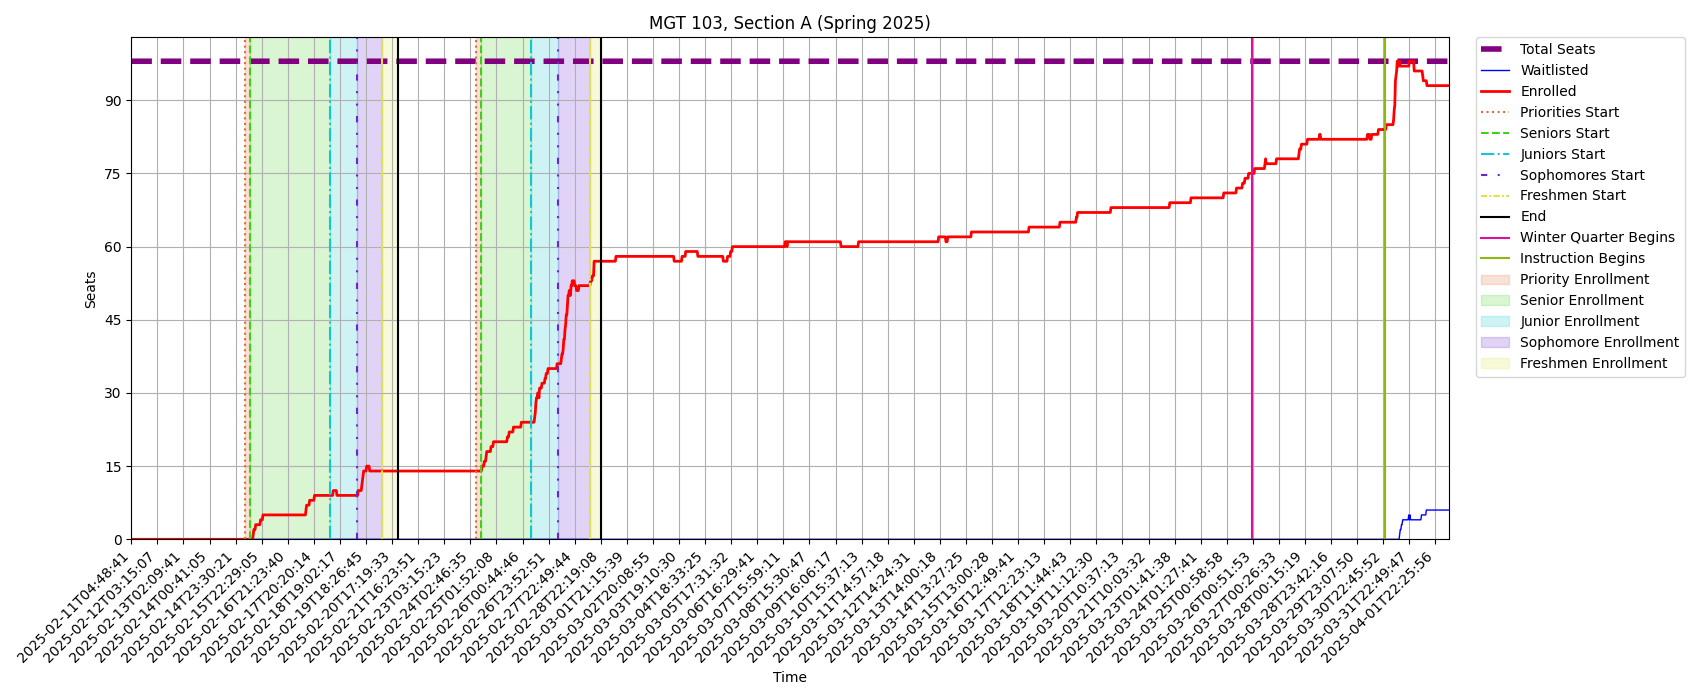 MGT 103, Section A (Spring 2025)
Total Seats
Waitlisted
Enrolled
Priorities Start
Seniors Start
Juniors Start
Sophomores Start
Freshmen Start
End
Winter Quarter Begins
Instruction Begins
Priority Enrollment
Senior Enrollment
Junior Enrollment
Sophomore Enrollment
Freshmen Enrollment
Seats
90
75
60
45
30
15
0
2025-02-11T04:48:41
2025-02-12T03:15:07
2025-02-13T02:09:41
2025-02-14T00:41:05
2025-02-14T23:30:21
2025-02-15T22:29:05
2025-02-16T21:23:40
2025-02-17T20:20:14
2025-02-18T19:02:17
2025-02-19T18:26:45
2025-02-20T17:19:33
2025-02-21T16:23:51
2025-02-23T03:15:23
2025-02-24T02:46:35
2025-02-25T01:52:08
2025-02-26T00:44:46
2025-02-26T23:52:51
2025-02-27T22:49:44
2025-02-28T22:19:08
2025-03-01T21:15:39
2025-03-02T20:08:55
2025-03-03T19:10:30
2025-03-04T18:33:25
2025-03-05T17:31:32
2025-03-06T16:29:41
2025-03-07T15:59:11
2025-03-08T15:30:47
2025-03-09T16:06:17
2025-03-10T15:37:13
2025-03-11T14:57:18
2025-03-12T14:24:31
2025-03-13T14:00:18
2025-03-14T13:27:25
2025-03-15T13:00:28
2025-03-16T12:49:41
2025-03-17T12:23:13
2025-03-18T11:44:43
2025-03-19T11:12:30
2025-03-20T10:37:13
2025-03-21T10:03:32
2025-03-23T01:41:38
2025-03-24T01:27:41
2025-03-25T00:58:58
2025-03-26T00:51:53
2025-03-27T00:26:33
2025-03-28T00:15:19
2025-03-28T23:42:16
2025-03-29T23:07:50
2025-03-30T22:45:52
2025-03-31T22:49:47
2025-04-01T22:25:56
Time